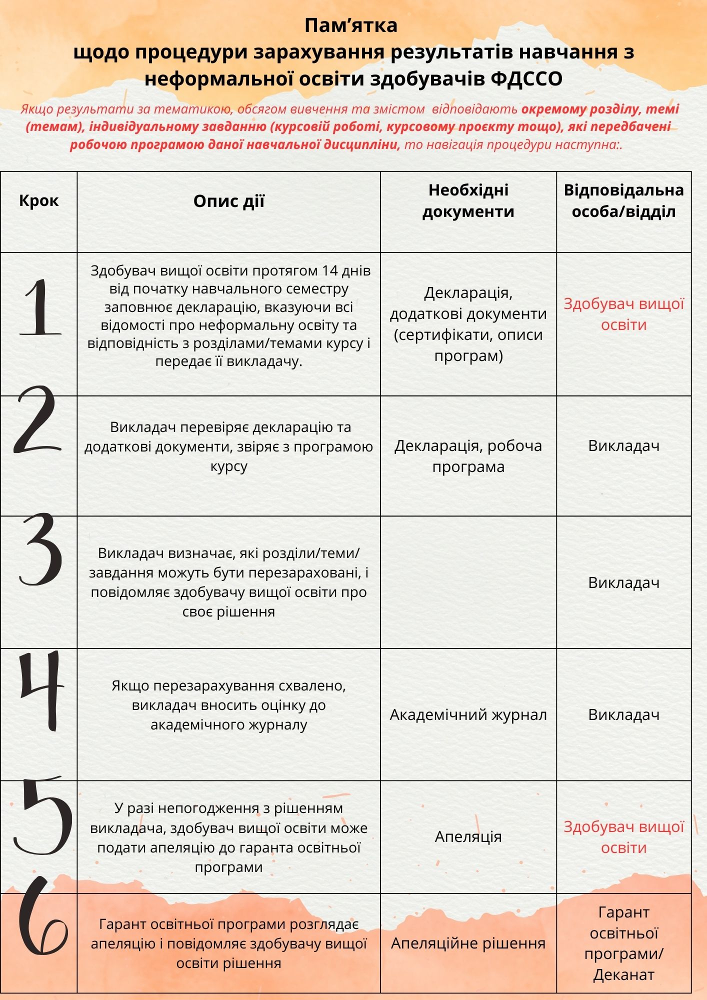 Пам’ятка
щодо процедури зарахування результатів навчання з
неформальної освіти здобувачів ФДССО
Якщо результати за тематикою, обсягом вивчення та змістом  відповідають окремому розділу, темі
(темам), індивідуальному завданню (курсовій роботі, курсовому проєкту тощо), які передбачені
робочою програмою даної навчальної дисципліни, то навігація процедури наступна:.
Крок
Опис дії
Необхідні
документи
Відповідальна
особа/відділ
1
Здобувач вищої освіти протягом 14 днів
від початку навчального семестру
заповнює декларацію, вказуючи всі
відомості про неформальну освіту та
відповідність з розділами/темами курсу і
передає її викладачу.
Декларація,
додаткові документи
(сертифікати, описи
програм)
Здобувач вищої
освіти
2
Викладач перевіряє декларацію та
додаткові документи, звіряє з програмою
курсу
Декларація, робоча
програма
Викладач
3
Викладач визначає, які розділи/теми/
завдання можуть бути перезараховані, і
повідомляє здобувачу вищої освіти про
своє рішення
Викладач
4
Якщо перезарахування схвалено,
викладач вносить оцінку до
академічного журналу
Академічний журнал
Викладач
5
У разі непогодження з рішенням
викладача, здобувач вищої освіти може
подати апеляцію до гаранта освітньої
програми
Апеляція
Здобувач вищої
освіти
6
Гарант освітньої програми розглядає
апеляцію і повідомляє здобувачу вищої
освіти рішення
Апеляційне рішення
Гарант
освітньої
програми/
Деканат